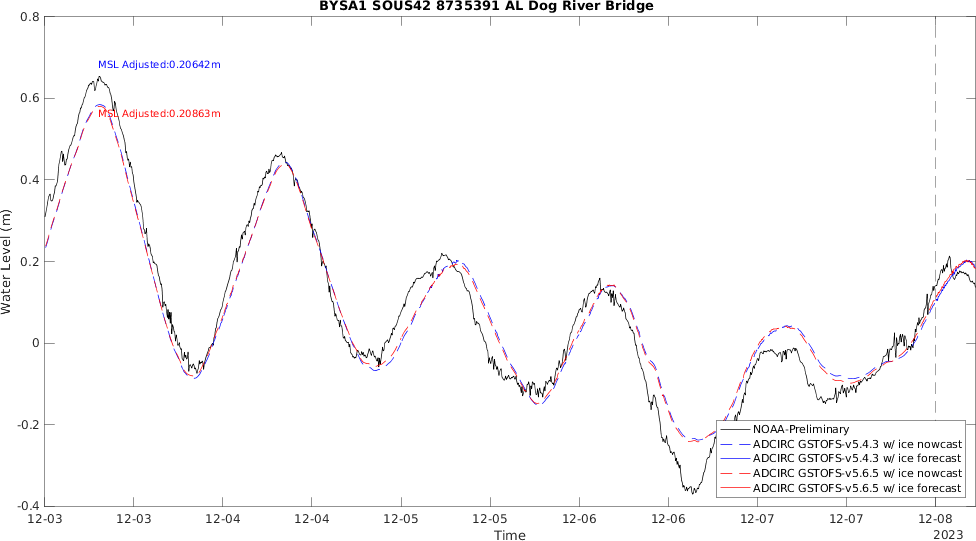 BYSA1 SOUS42 8735391 AL Dog River Bridge
0.8
0.6
0.4
0.2
0
-0.2
-0.4
Water Level (m)
MSL Adjusted:0.20642m
MSL Adjusted:0.20863m
NOAA-Preliminary
ADCIRC GSTOFS-v5.4.3 w/ ice nowcast
ADCIRC GSTOFS-v5.4.3 w/ ice forecast
ADCIRC GSTOFS-v5.6.5 w/ ice nowcast
ADCIRC GSTOFS-v5.6.5 w/ ice forecast
12-03 12-03 12-04 12-04 12-05 12-05 12-06 12-06 12-07 12-07 12-08
Time
2023